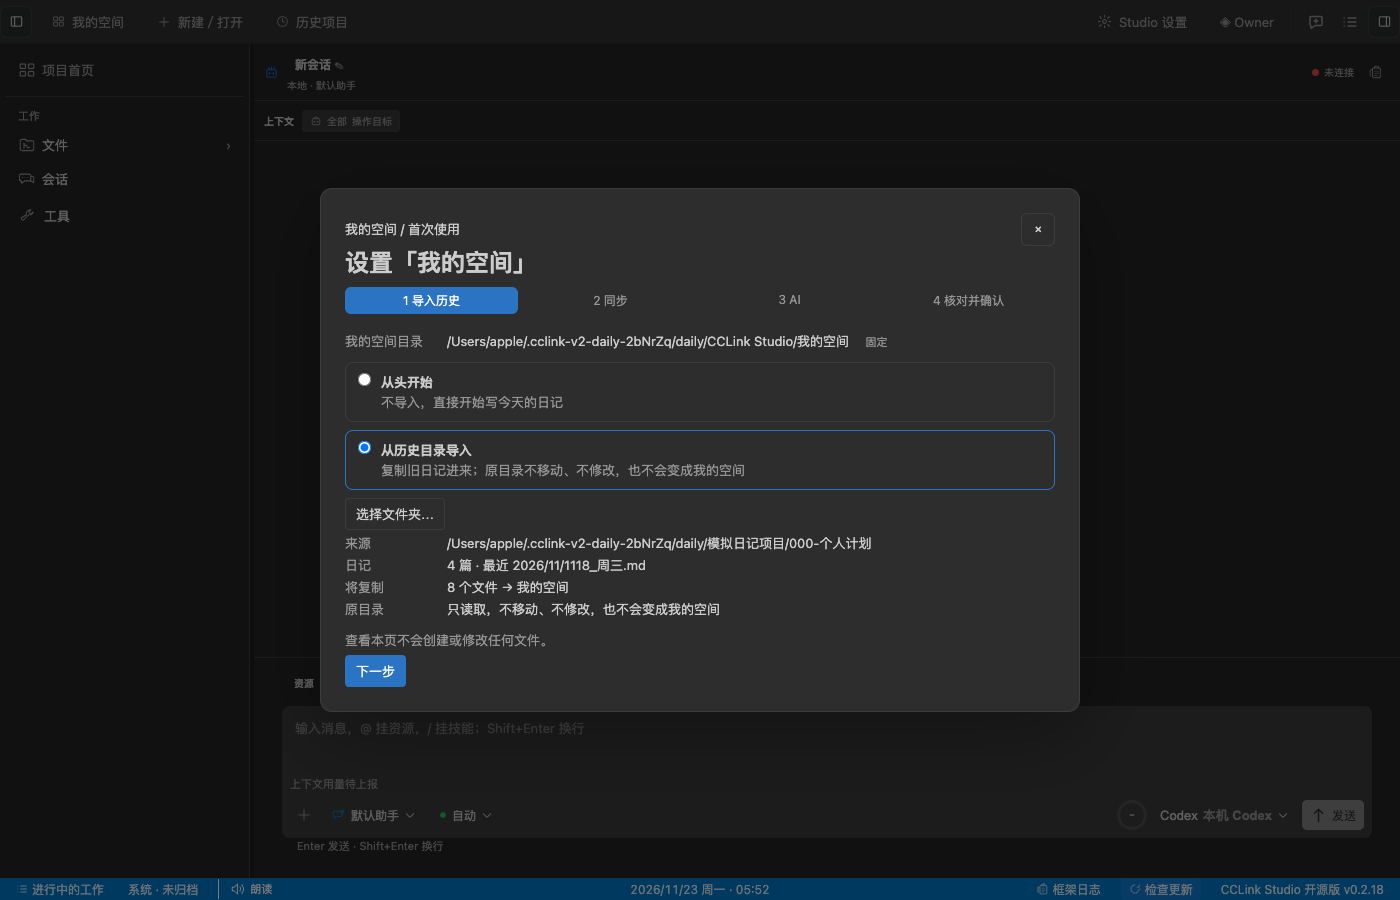 我的空间
新建 / 打开
历史项目
Studio 设置
Owner
项目首页
工作
文件
会话
工具
新会话
本地 · 默认助手
未连接
上下文
全部 操作目标
我的空间 / 首次使用
×
设置「我的空间」
1 导入历史
2 同步
3 AI
4 核对并确认
我的空间目录 /Users/apple/.cclink-v2-daily-2bNrZq/daily/CCLink Studio/我的空间 固定
从头开始
不导入，直接开始写今天的日记
从历史目录导入
复制旧日记进来；原目录不移动、不修改，也不会变成我的空间
选择文件夹...
来源 /Users/apple/.cclink-v2-daily-2bNrZq/daily/模拟日记项目/000-个人计划
日记 4 篇 · 最近 2026/11/1118_周三.md
将复制 8 个文件 → 我的空间
原目录 只读取，不移动、不修改，也不会变成我的空间
查看本页不会创建或修改任何文件。
下一步
资源
输入消息，@ 挂资源，/ 挂技能；Shift+Enter 换行
上下文用量待上报
默认助手
自动
-
Codex 本机 Codex
发送
Enter 发送 · Shift+Enter 换行
进行中的工作
系统 · 未归档
朗读
2026/11/23 周一 · 05:52
框架日志
检查更新
CCLink Studio 开源版 v0.2.18